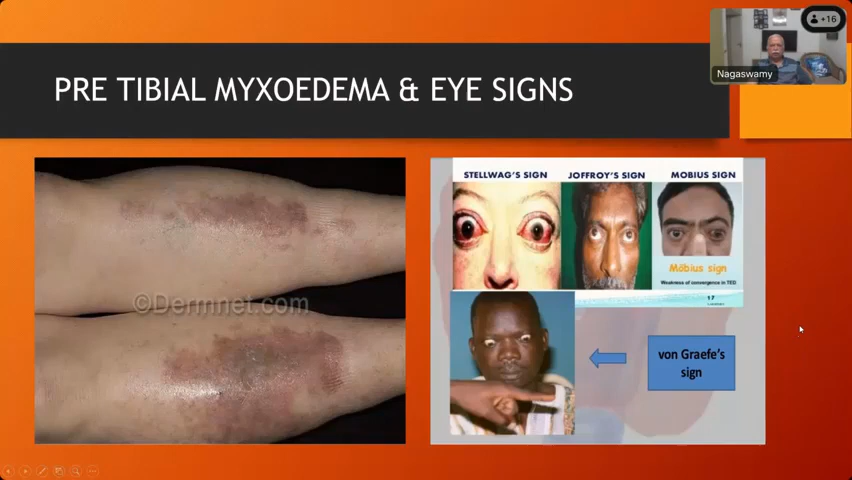 +16
Nagaswamy
PRE TIBIAL MYXOEDEMA & EYE SIGNS
©Dermnet.com
STELLWAG'S SIGN
JOFFROY'S SIGN
MOBIUS SIGN
Möbius sign
Weakness of convergence in TED
17
von Graefe's
sign